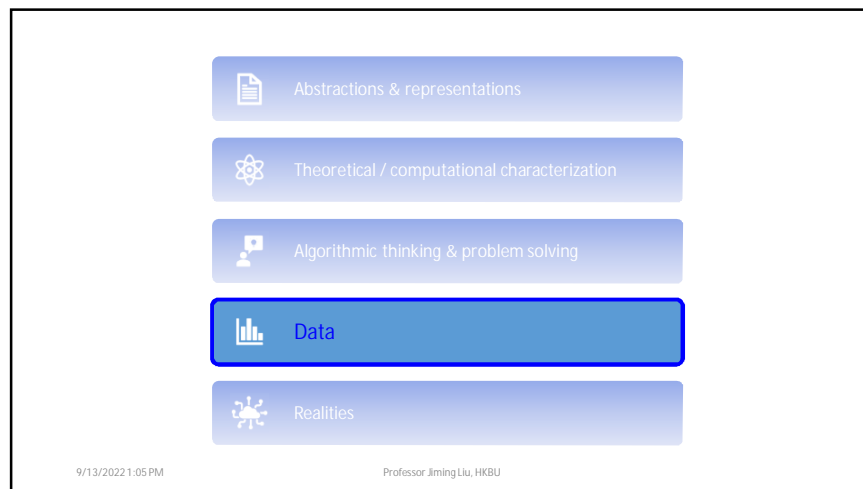 Abstractions & representations
Theoretical / computational characterization
Algorithmic thinking & problem solving
Data
Realities
9/13/2022 1:05 PM
Professor Jiming Liu, HKBU